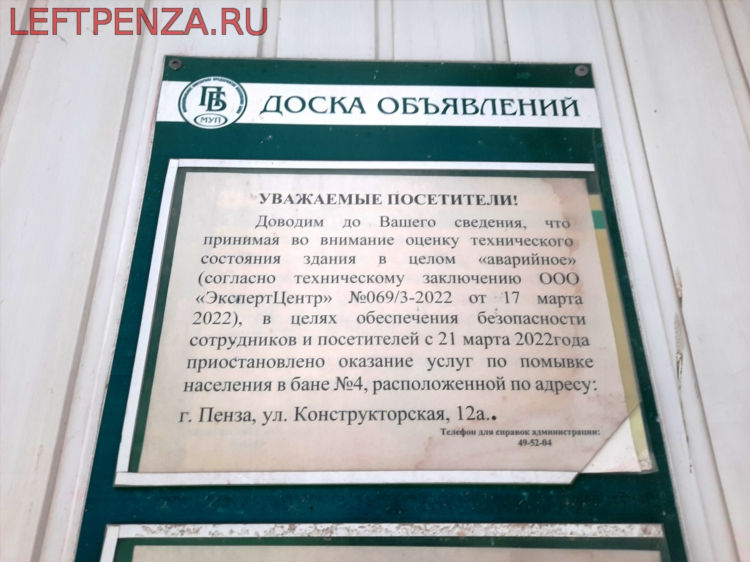 LEFTPENZA.RU
ПБ
МУП
ДОСКА ОБЪЯВЛЕНИЙ
УВАЖАЕМЫЕ ПОСЕТИТЕЛИ!
Доводим до Вашего сведения, что
принимая во внимание оценку технического
состояния здания в целом «аварийное»
(согласно техническому заключению ООО
«ЭкспертЦентр» №069/3-2022 от 17 марта
2022), в целях обеспечения безопасности
сотрудников и посетителей с 21 марта 2022года
приостановлено оказание услуг по помывке
населения в бане №4, расположенной по адресу:
г. Пенза, ул. Конструкторская, 12а..
Телефон для справок администрации:
49-52-04